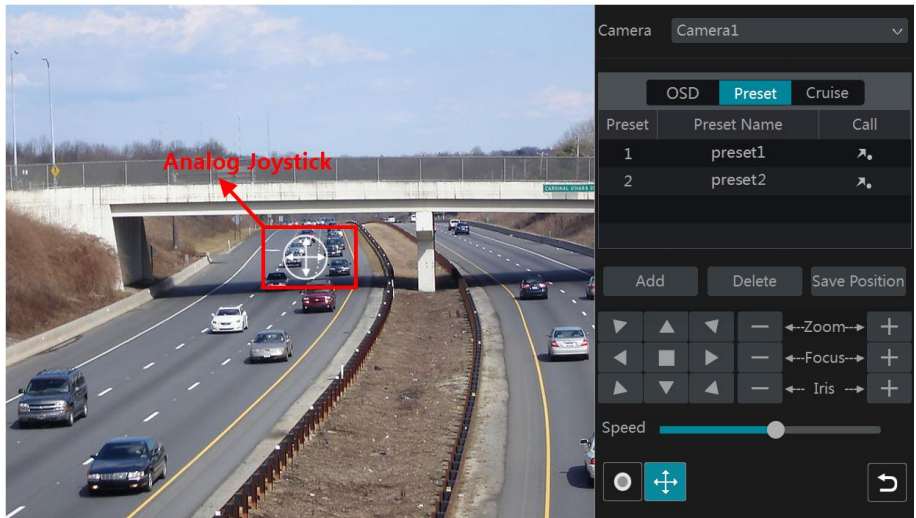 Camera Camera1
OSD Preset Cruise
Preset Preset Name Call
1 preset1
2 preset2
Analog Joystick
CARDINAL O'HARA
Add Delete Save Position
Zoom
Focus
Iris
Speed